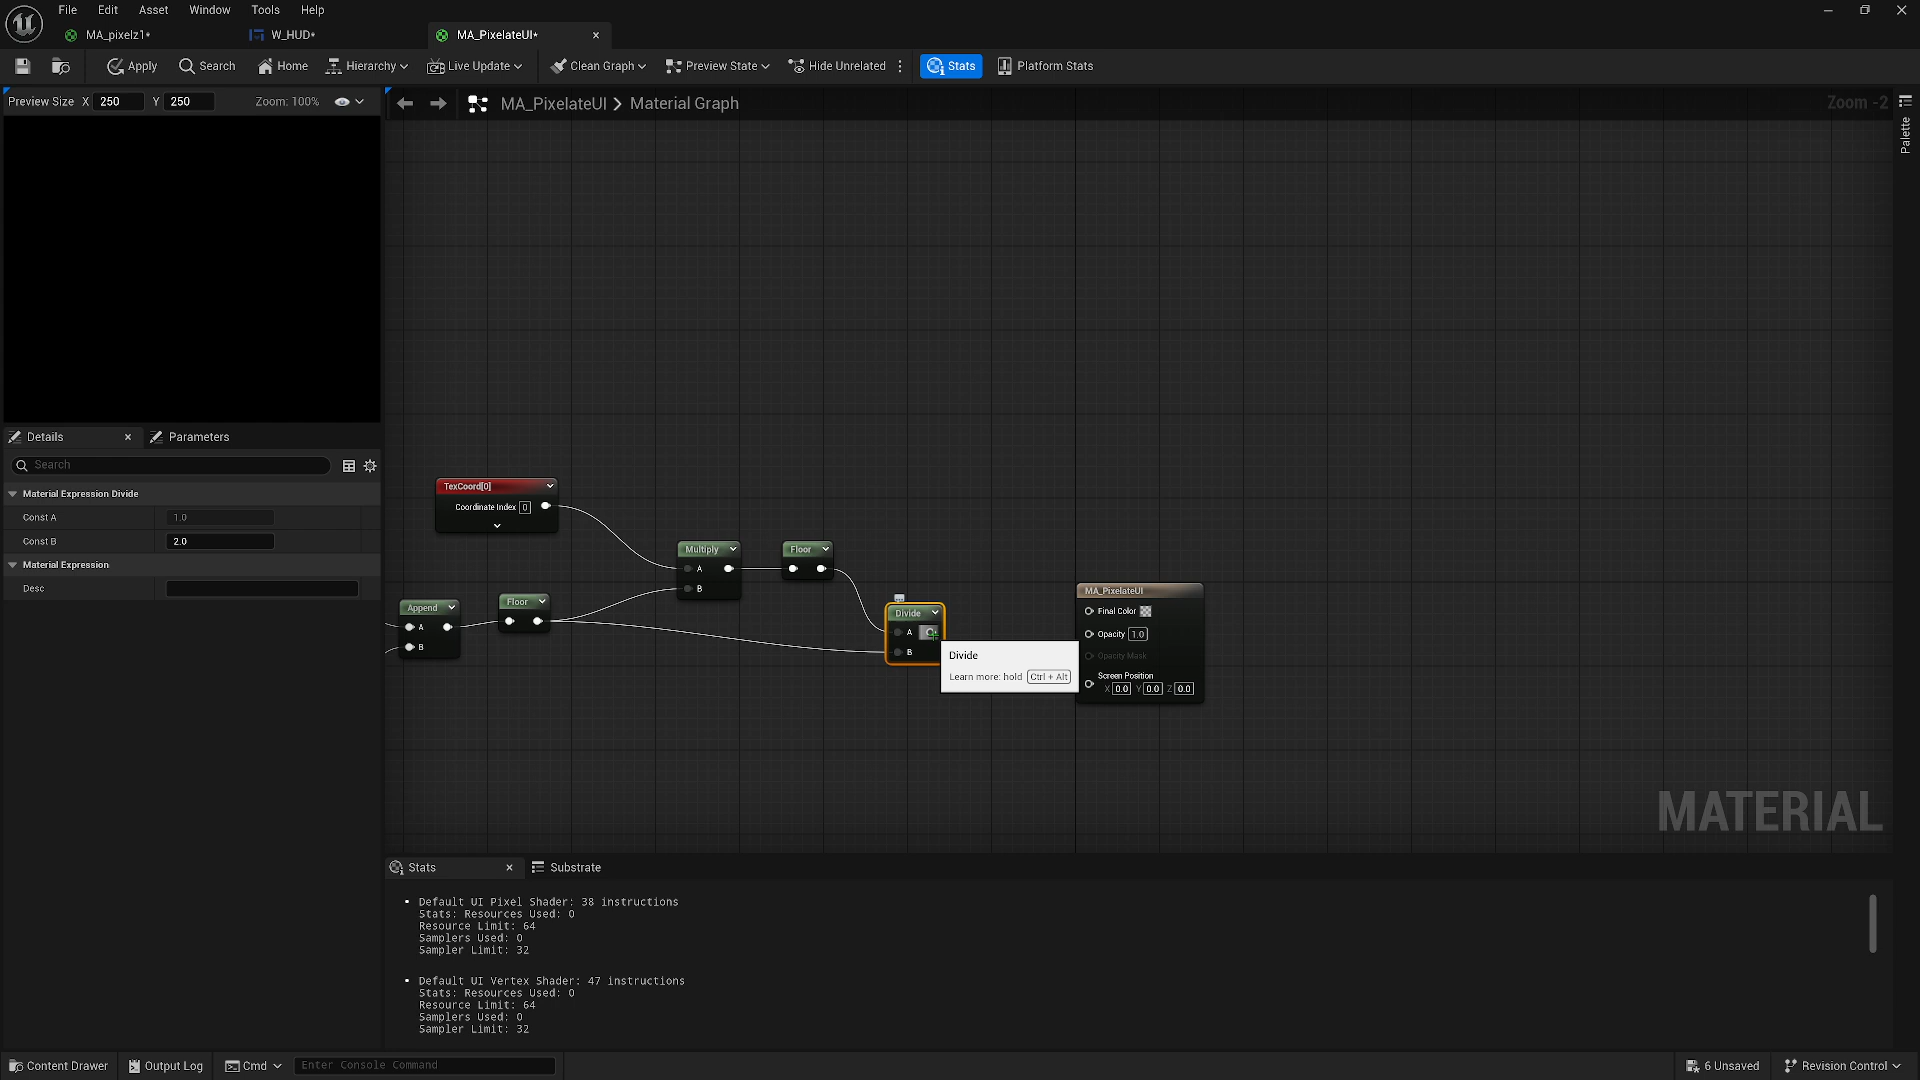 File Edit Asset Window Tools Help
MA_pixelz1* W_HUD* MA_PixelateUI*
Apply Search Home Hierarchy Live Update Clean Graph Preview State Hide Unrelated Stats Platform Stats
Preview Size X 250 Y 250 Zoom: 100%
MA_PixelateUI > Material Graph
Zoom -2
Palette
Details Parameters
Search
Material Expression Divide
Const A 1.0
Const B 2.0
Material Expression
Desc
TexCoord[0]
Coordinate Index 0
Append
A
B
Floor
Multiply
A
B
Floor
Divide
A
B
Divide
Learn more: hold Ctrl + Alt
MA_PixelateUI
Final Color
Opacity 1.0
Opacity Mask
Screen Position
X 0.0 Y 0.0 Z 0.0
MATERIAL
Stats Substrate
• Default UI Pixel Shader: 38 instructions
Stats: Resources Used: 0
Resource Limit: 64
Samplers Used: 0
Sampler Limit: 32
• Default UI Vertex Shader: 47 instructions
Stats: Resources Used: 0
Resource Limit: 64
Samplers Used: 0
Sampler Limit: 32
Content Drawer Output Log Cmd Enter Console Command 6 Unsaved Revision Control